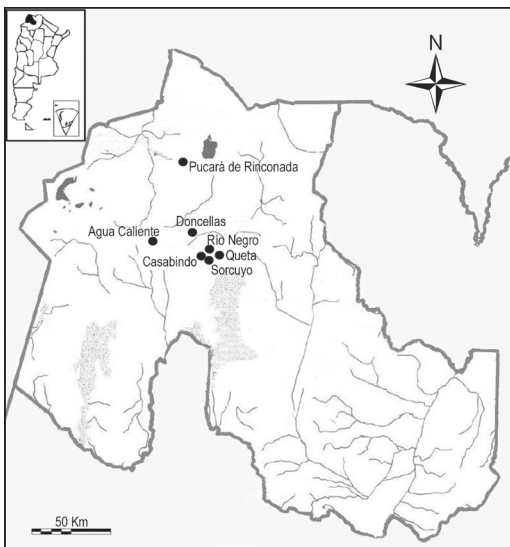 N
Pucará de Rinconada
Doncellas
Agua Caliente
Río Negro
Casabindo
Queta
Sorcuyo
50 Km